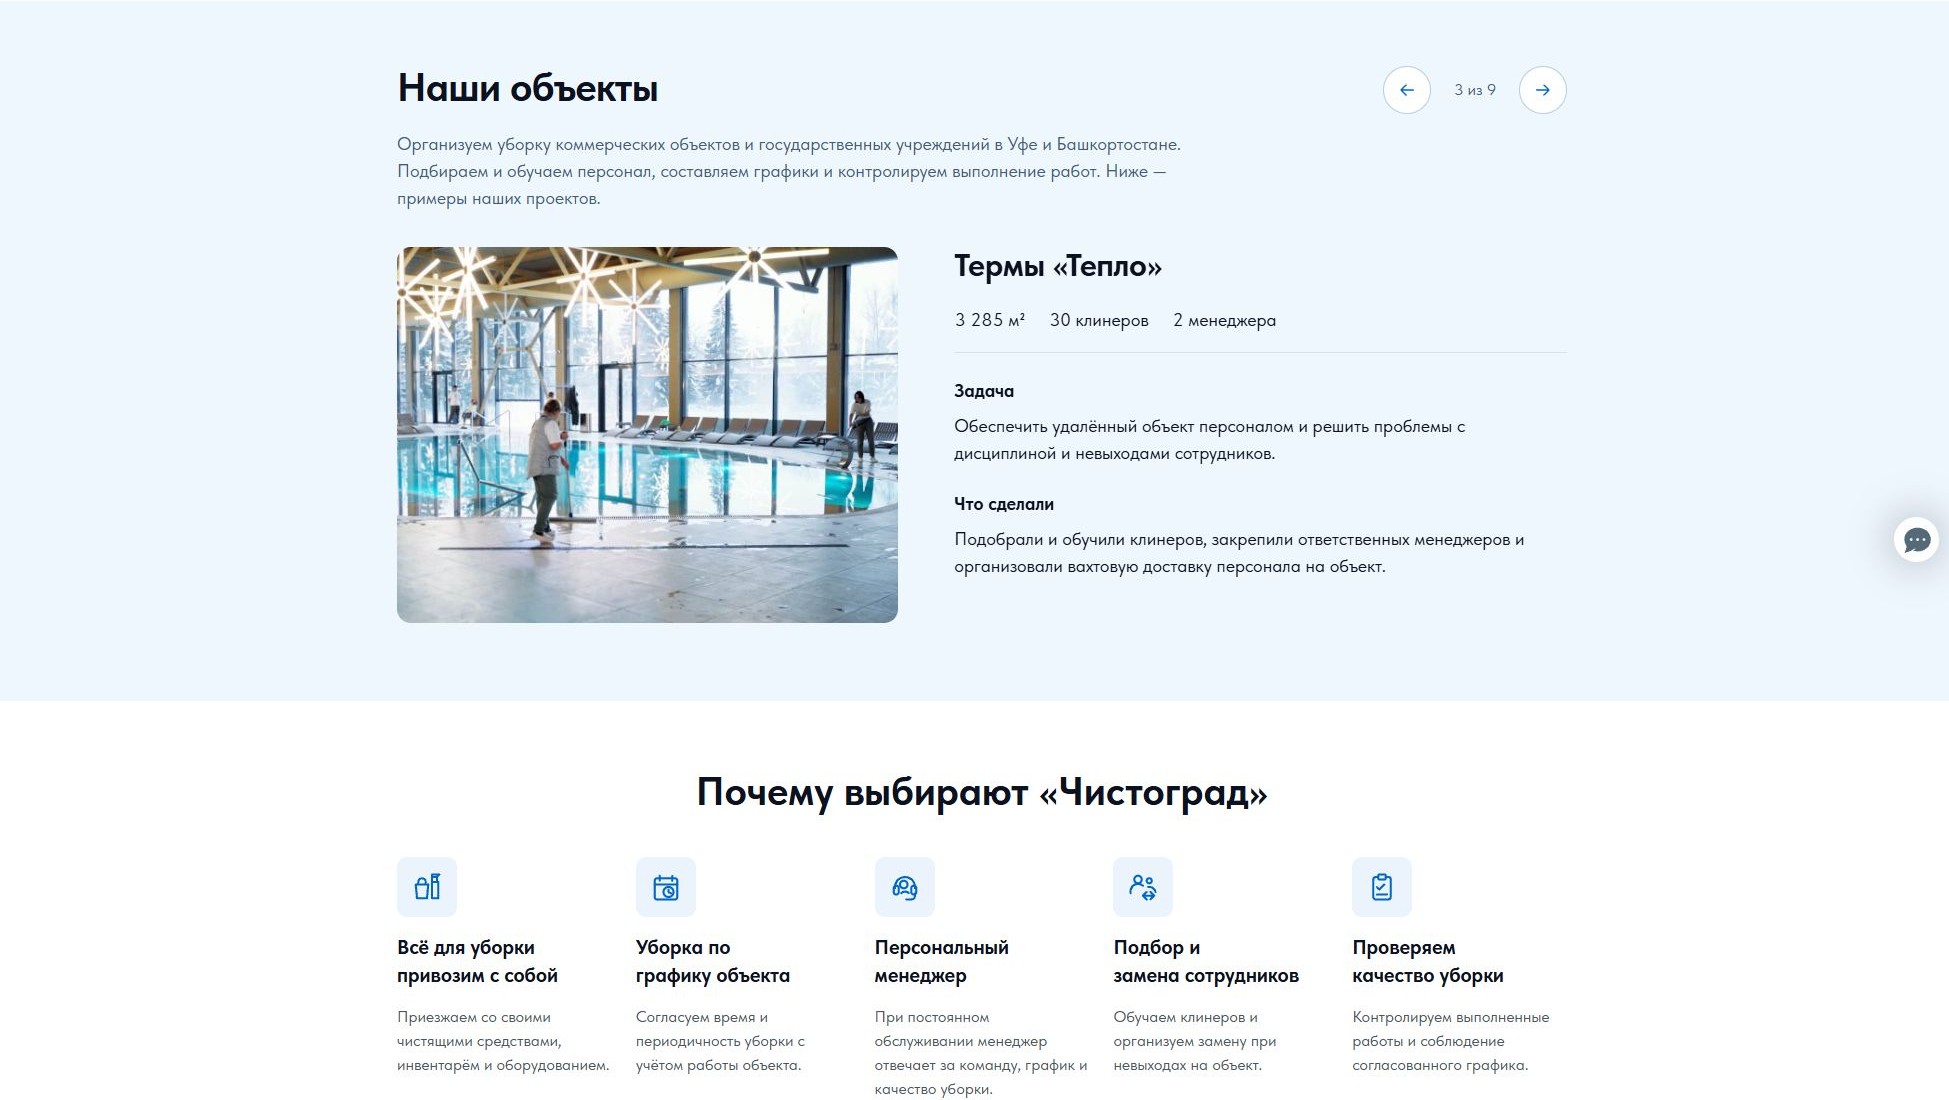 Наши объекты
3 из 9
Организуем уборку коммерческих объектов и государственных учреждений в Уфе и Башкортостане.
Подбираем и обучаем персонал, составляем графики и контролируем выполнение работ. Ниже —
примеры наших проектов.
Термы «Тепло»
3 285 м² 30 клинеров 2 менеджера
Задача
Обеспечить удалённый объект персоналом и решить проблемы с
дисциплиной и невыходами сотрудников.
Что сделали
Подобрали и обучили клинеров, закрепили ответственных менеджеров и
организовали вахтовую доставку персонала на объект.
Почему выбирают «Чистоград»
Всё для уборки
привозим с собой
Приезжаем со своими
чистящими средствами,
инвентарём и оборудованием.
Уборка по
графику объекта
Согласуем время и
периодичность уборки с
учётом работы объекта.
Персональный
менеджер
При постоянном
обслуживании менеджер
отвечает за команду, график и
качество уборки.
Подбор и
замена сотрудников
Обучаем клинеров и
организуем замену при
невыходах на объект.
Проверяем
качество уборки
Контролируем выполненные
работы и соблюдение
согласованного графика.